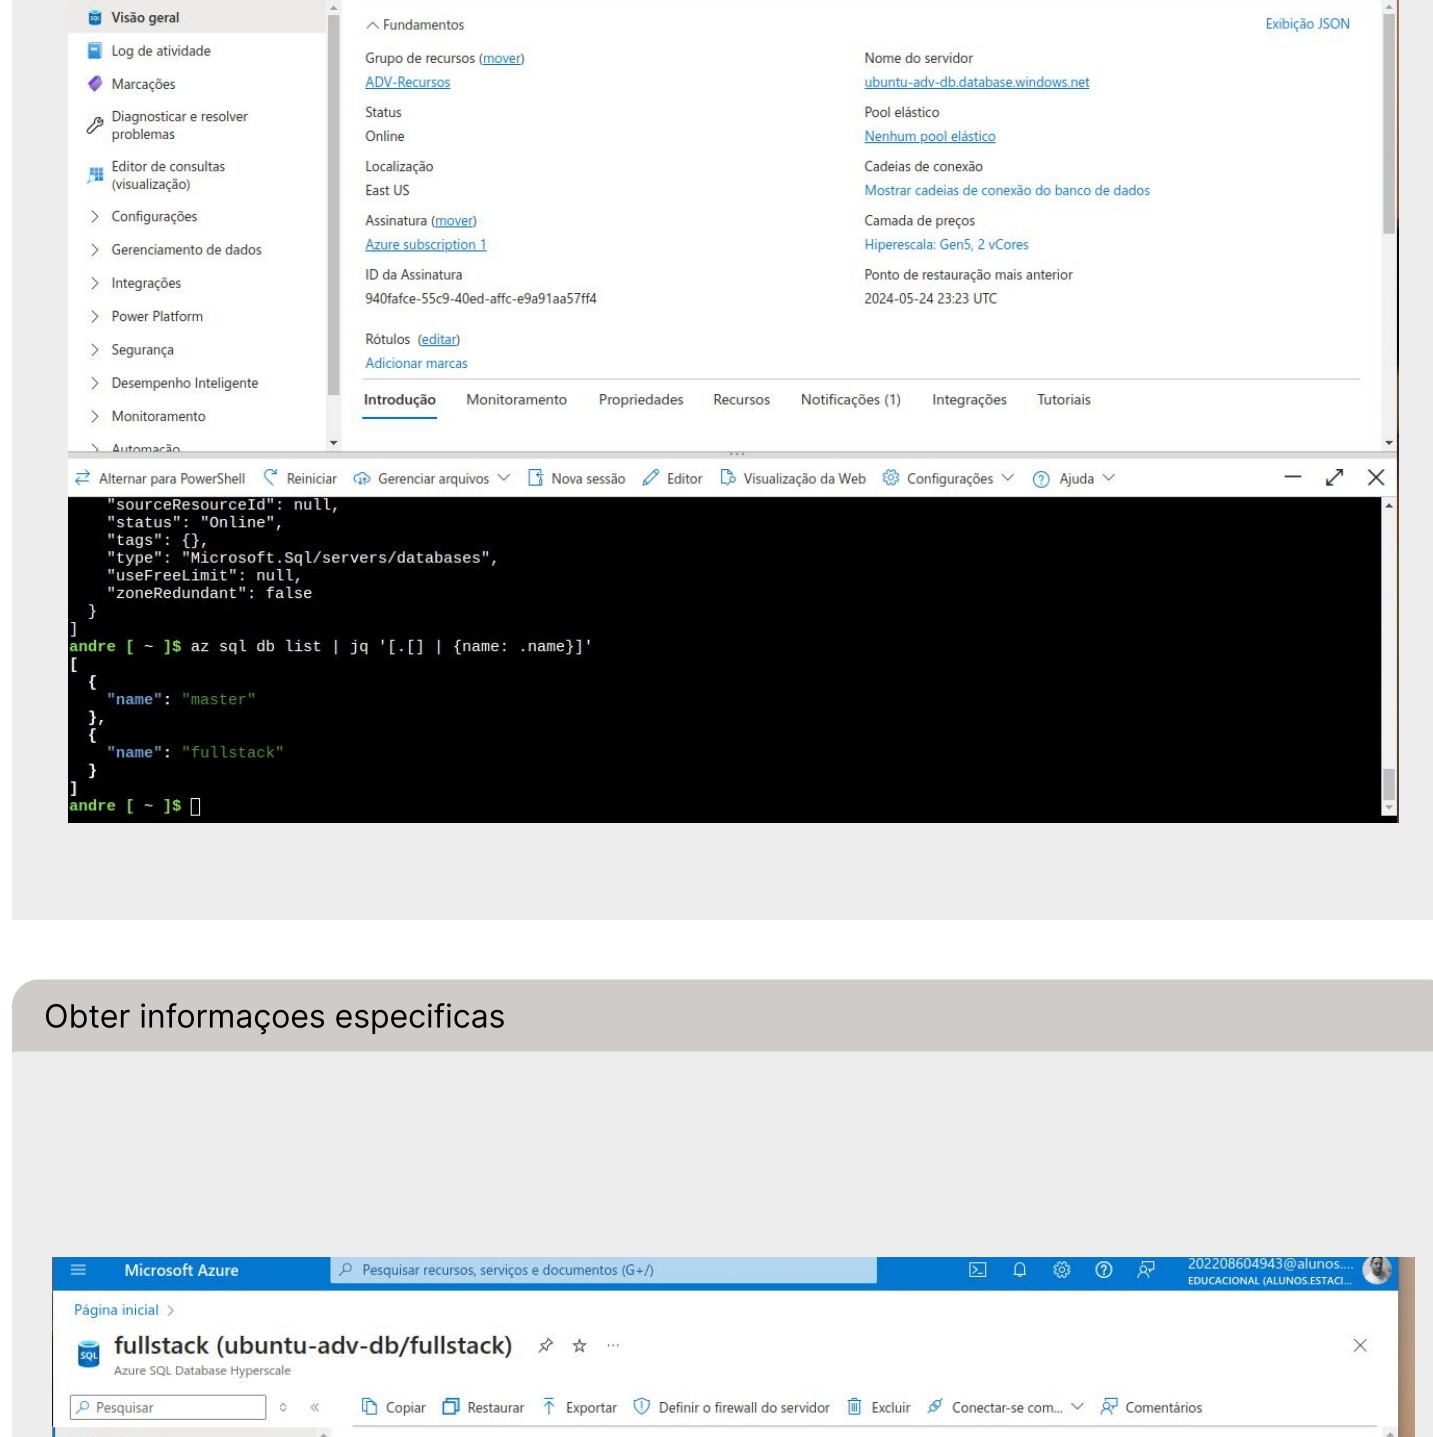 Visão geral
Log de atividade
Marcações
Diagnosticar e resolver
problemas
Editor de consultas
(visualização)
Configurações
Gerenciamento de dados
Integrações
Power Platform
Segurança
Desempenho Inteligente
Monitoramento
Automação
Fundamentos
Exibição JSON
Grupo de recursos (mover)
ADV-Recursos
Status
Online
Localização
East US
Assinatura (mover)
Azure subscription 1
ID da Assinatura
940fafce-55c9-40ed-affc-e9a91aa57ff4
Rótulos (editar)
Adicionar marcas
Nome do servidor
ubuntu-adv-db.database.windows.net
Pool elástico
Nenhum pool elástico
Cadeias de conexão
Mostrar cadeias de conexão do banco de dados
Camada de preços
Hiperescala: Gen5, 2 vCores
Ponto de restauração mais anterior
2024-05-24 23:23 UTC
Introdução Monitoramento Propriedades Recursos Notificações (1) Integrações Tutoriais
Alternar para PowerShell Reiniciar Gerenciar arquivos Nova sessão Editor Visualização da Web Configurações Ajuda
"sourceResourceId": null,
"status": "Online",
"tags": {},
"type": "Microsoft.Sql/servers/databases",
"useFreeLimit": null,
"zoneRedundant": false
}
]
andre [ ~ ]$ az sql db list | jq '[.[] | {name: .name}]'
[
{
"name": "master"
},
{
"name": "fullstack"
}
]
andre [ ~ ]$
Obter informaçoes especificas
Microsoft Azure
Pesquisar recursos, serviços e documentos (G+/)
202208604943@alunos....
EDUCACIONAL (ALUNOS.ESTACI...
Página inicial >
fullstack (ubuntu-adv-db/fullstack)
SQL
Azure SQL Database Hyperscale
Pesquisar
Copiar Restaurar Exportar Definir o firewall do servidor Excluir Conectar-se com... Comentários